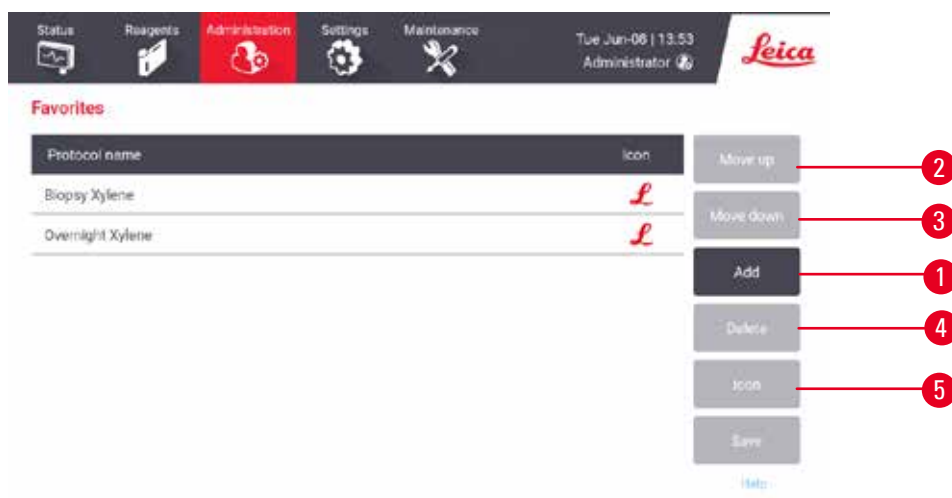 Status Reagents Administration Settings Maintenance
Tue Jun-06 | 13:53
Administrator
Leica
Favorites
Protocol name Icon
Biopsy Xylene L
Overnight Xylene L
Move up 2
Move down 3
Add 1
Delete 4
Icon 5
Save
Help